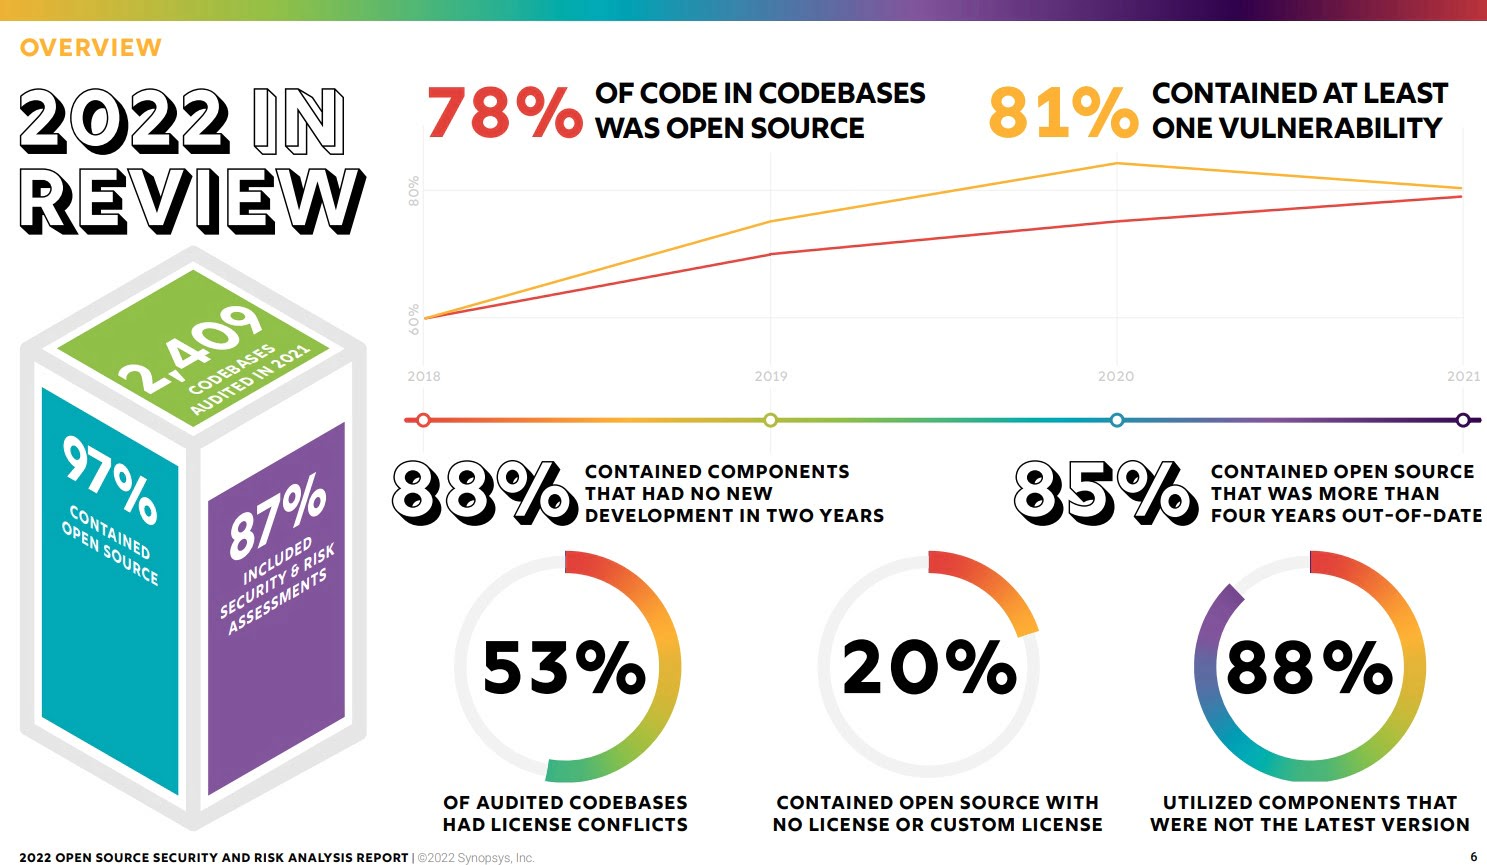 OVERVIEW
2022 IN
REVIEW
2,409
CODEBASES
AUDITED IN 2021
97%
CONTAINED
OPEN SOURCE
87%
INCLUDED
SECURITY & RISK
ASSESSMENTS
78%
OF CODE IN CODEBASES
WAS OPEN SOURCE
81%
CONTAINED AT LEAST
ONE VULNERABILITY
80%
60%
2018
2019
2020
2021
88%
CONTAINED COMPONENTS
THAT HAD NO NEW
DEVELOPMENT IN TWO YEARS
85%
CONTAINED OPEN SOURCE
THAT WAS MORE THAN
FOUR YEARS OUT-OF-DATE
53%
OF AUDITED CODEBASES
HAD LICENSE CONFLICTS
20%
CONTAINED OPEN SOURCE WITH
NO LICENSE OR CUSTOM LICENSE
88%
UTILIZED COMPONENTS THAT
WERE NOT THE LATEST VERSION
2022 OPEN SOURCE SECURITY AND RISK ANALYSIS REPORT | ©2022 Synopsys, Inc.
6